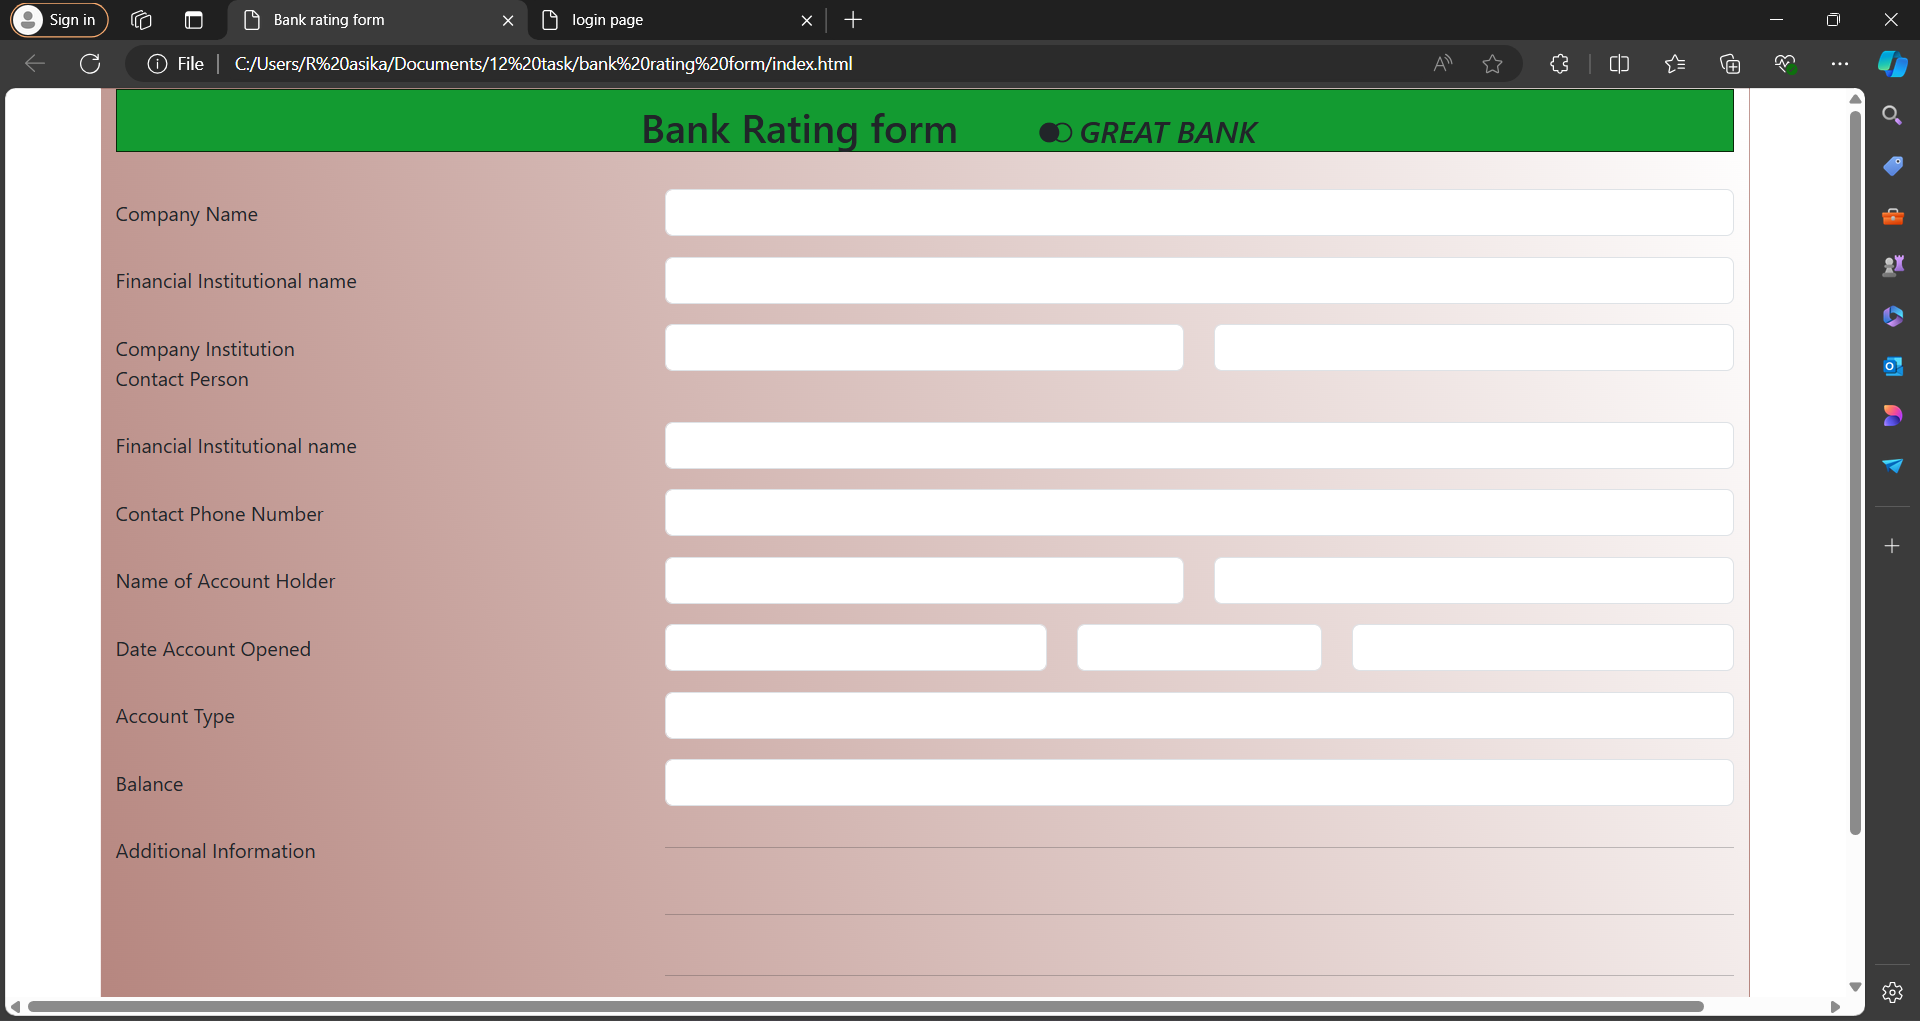 Sign in
Bank rating form
login page
File
C:/Users/R%20asika/Documents/12%20task/bank%20rating%20form/index.html
Bank Rating form
GREAT BANK
Company Name
Financial Institutional name
Company Institution
Contact Person
Financial Institutional name
Contact Phone Number
Name of Account Holder
Date Account Opened
Account Type
Balance
Additional Information